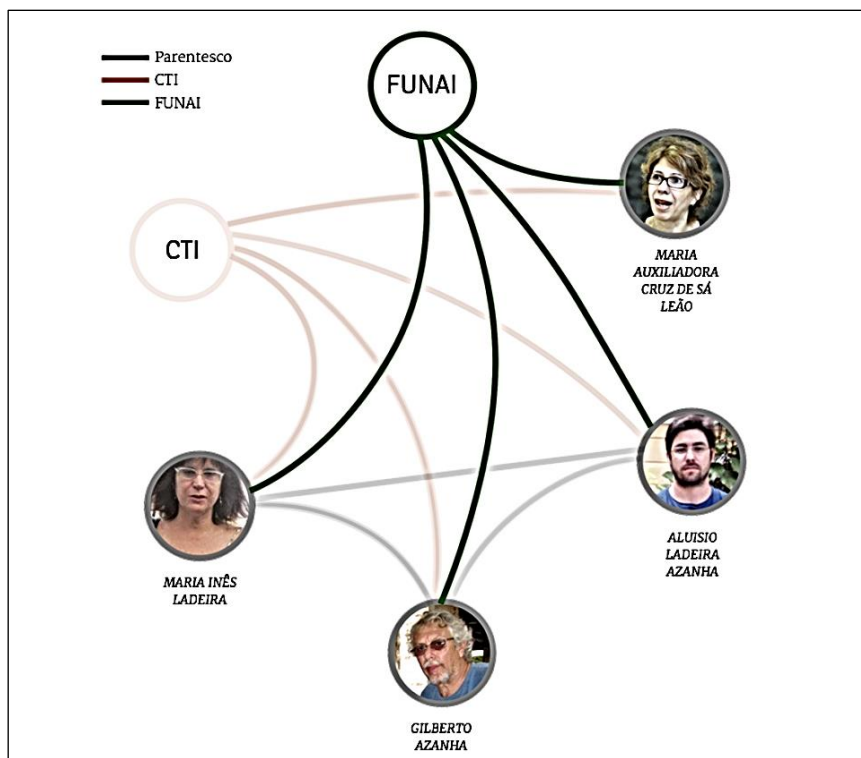 Parentesco
CTI
FUNAI
FUNAI
CTI
MARIA
AUXILIADORA
CRUZ DE SÁ
LEÃO
MARIA INÊS
LADEIRA
ALUISIO
LADEIRA
AZANHA
GILBERTO
AZANHA